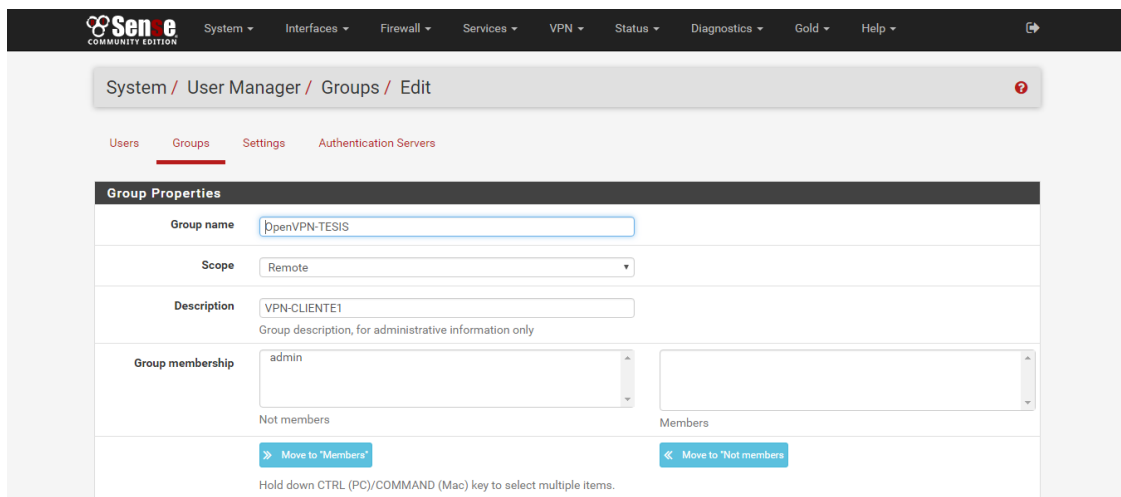 Sense
COMMUNITY EDITION
System Interfaces Firewall Services VPN Status Diagnostics Gold Help
System / User Manager / Groups / Edit
Users Groups Settings Authentication Servers
Group Properties
Group name OpenVPN-TESIS
Scope Remote
Description VPN-CLIENTE1
Group description, for administrative information only
Group membership admin
Not members Members
Move to "Members" Move to "Not members
Hold down CTRL (PC)/COMMAND (Mac) key to select multiple items.